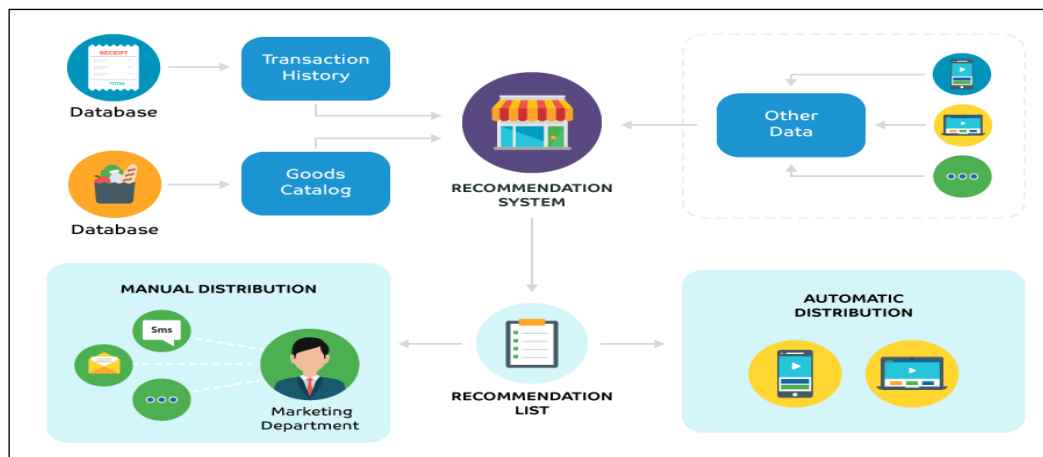 RECEIPT
TOTAL
Database
Transaction
History
Database
Goods
Catalog
RECOMMENDATION
SYSTEM
Other
Data
MANUAL DISTRIBUTION
Sms
Marketing
Department
RECOMMENDATION
LIST
AUTOMATIC
DISTRIBUTION